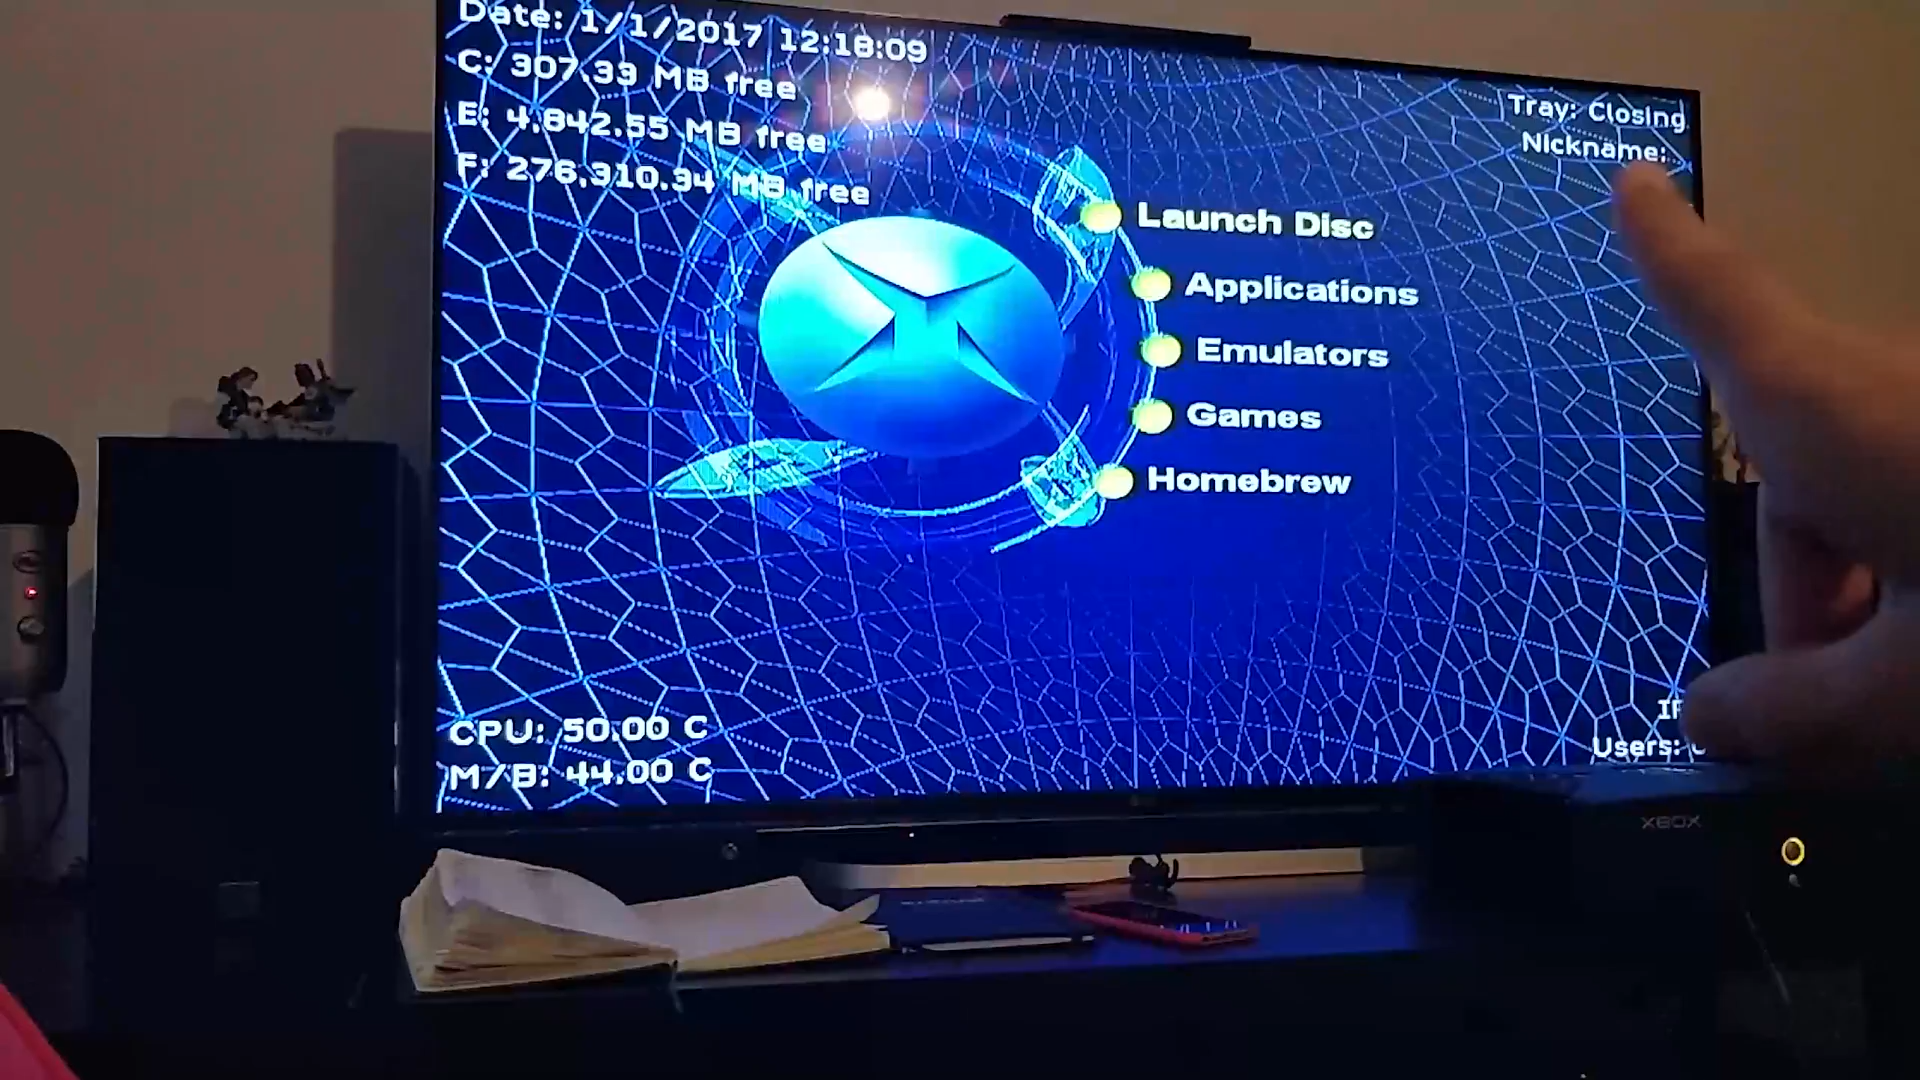 Date: 1/1/2017 12:18:09
C: 307.33 MB free
E: 4,842.55 MB free
F: 276,310.34 MB free
Tray: Closing
Nickname:
Launch Disc
Applications
Emulators
Games
Homebrew
CPU: 50.00 C
M/B: 44.00 C
Users:
XBOX